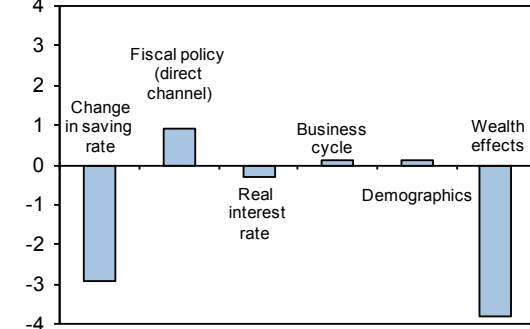 4
3
2
1
0
-1
-2
-3
-4
Change
in saving
rate
Fiscal policy
(direct
channel)
Real
interest
rate
Business
cycle
Demographics
Wealth
effects